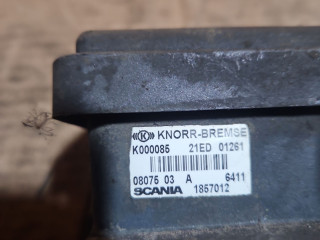 KNORR-BREMSE
K000085 21ED 01261
08075 03 A 6411
SCANIA 1857012